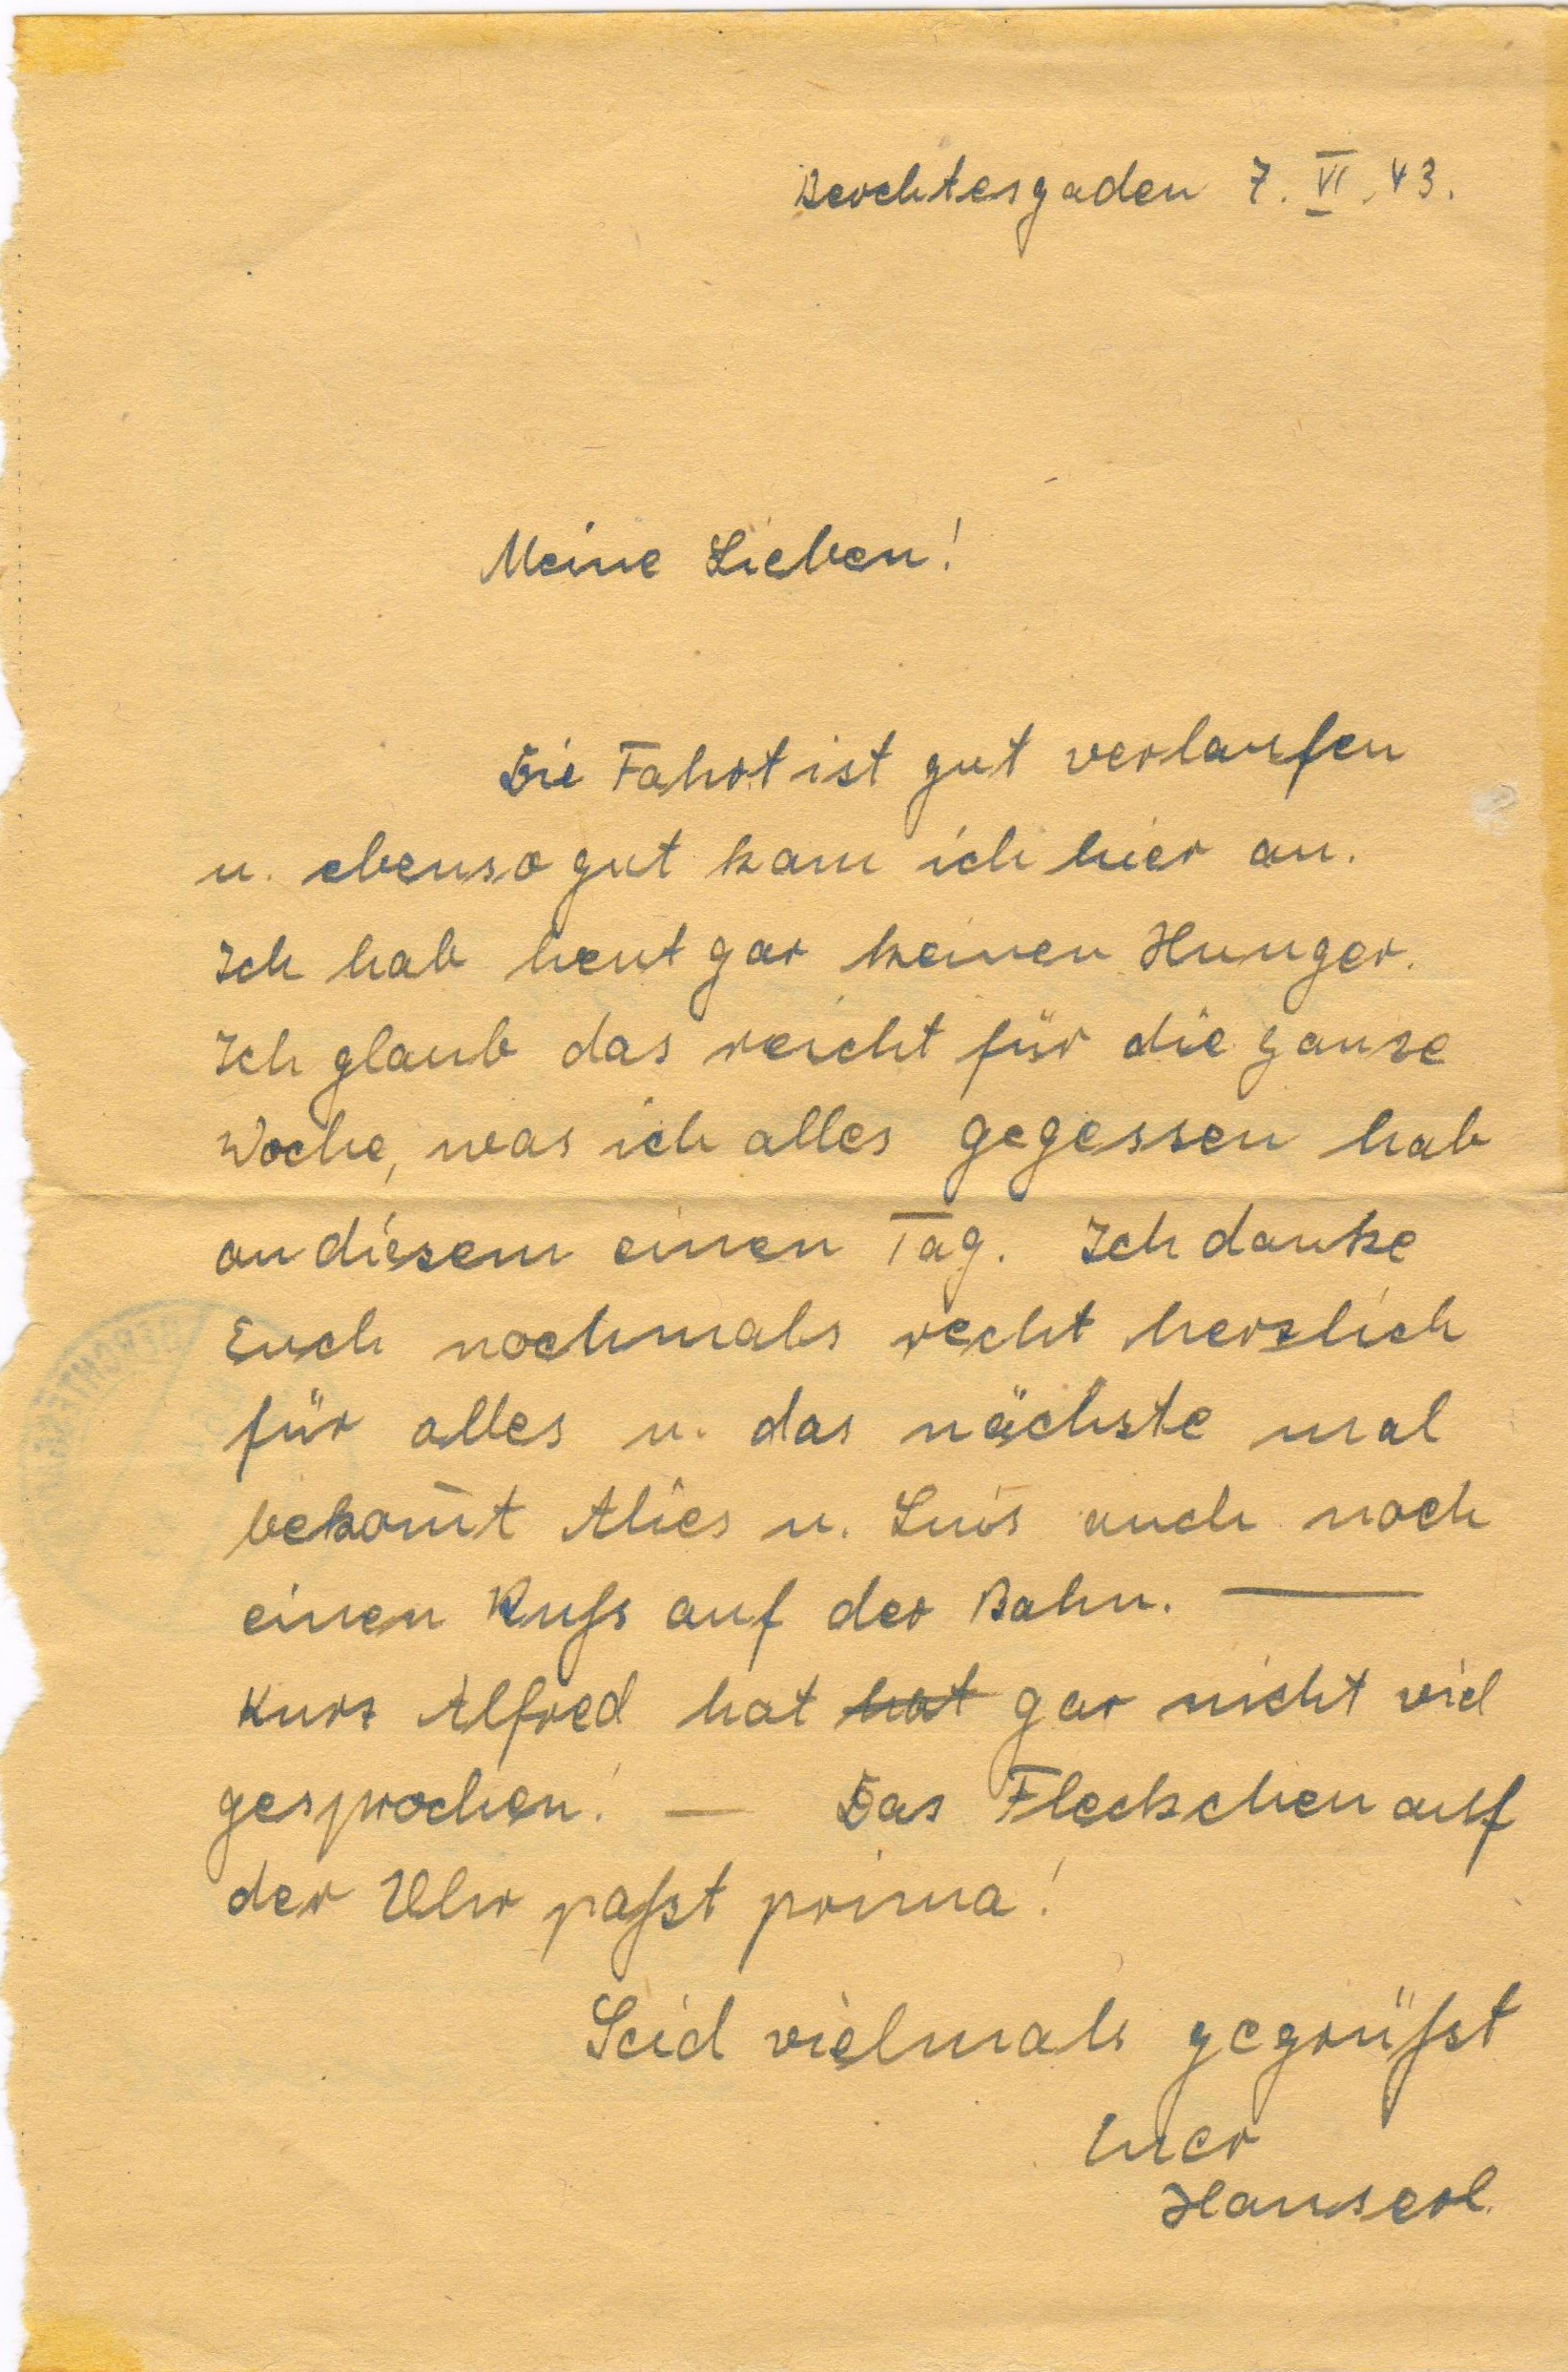 Berchtesgaden 7. VI. 43.
Meine Lieben!
Die Fahrt ist gut verlaufen
u. ebenso gut kam ich hier an.
Ich hab heut gar keinen Hunger.
Ich glaub das reicht für die ganze
Woche, was ich alles gegessen hab
an diesem einen Tag. Ich danke
Euch nochmals recht herzlich
für alles u. das nächste mal
bekom̄t Alies u. Luis auch noch
einen Kuſs auf der Bahn. —
Kurz Alfred hat hat gar nicht viel
gesprochen! — Das Fleckchen auf
der Uhr paſst prima!
Seid vielmals gegrüſst
Euer
Hanserl.